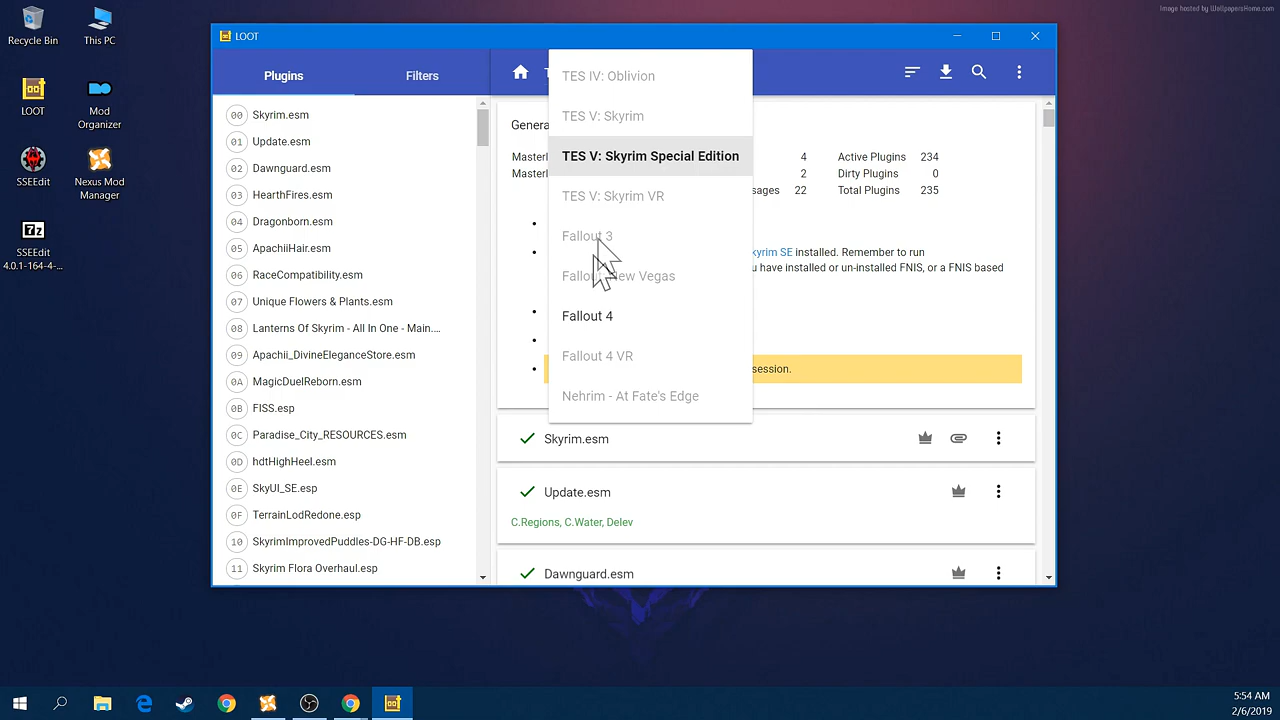 Image hosted by WallpapersHome.com
Recycle Bin
This PC
LOOT
Mod
Organizer
SSEEdit
Nexus Mod
Manager
SSEEdit
4.0.1-164-4-...
LOOT
Plugins
Filters
00 Skyrim.esm
01 Update.esm
02 Dawnguard.esm
03 HearthFires.esm
04 Dragonborn.esm
05 ApachiiHair.esm
06 RaceCompatibility.esm
07 Unique Flowers & Plants.esm
08 Lanterns Of Skyrim - All In One - Main....
09 Apachii_DivineEleganceStore.esm
0A MagicDuelReborn.esm
0B FISS.esp
0C Paradise_City_RESOURCES.esm
0D hdtHighHeel.esm
0E SkyUI_SE.esp
0F TerrainLodRedone.esp
10 SkyrimImprovedPuddles-DG-HF-DB.esp
11 Skyrim Flora Overhaul.esp
TES IV: Oblivion
TES V: Skyrim
TES V: Skyrim Special Edition
TES V: Skyrim VR
Fallout 3
Fallout New Vegas
Fallout 4
Fallout 4 VR
Nehrim - At Fate's Edge
Genera
Masterl 4 Active Plugins 234
Masterl 2 Dirty Plugins 0
sages 22 Total Plugins 235
kyrim SE installed. Remember to run
u have installed or un-installed FNIS, or a FNIS based
session.
Skyrim.esm
Update.esm
C.Regions, C.Water, Delev
Dawnguard.esm
5:54 AM
2/6/2019